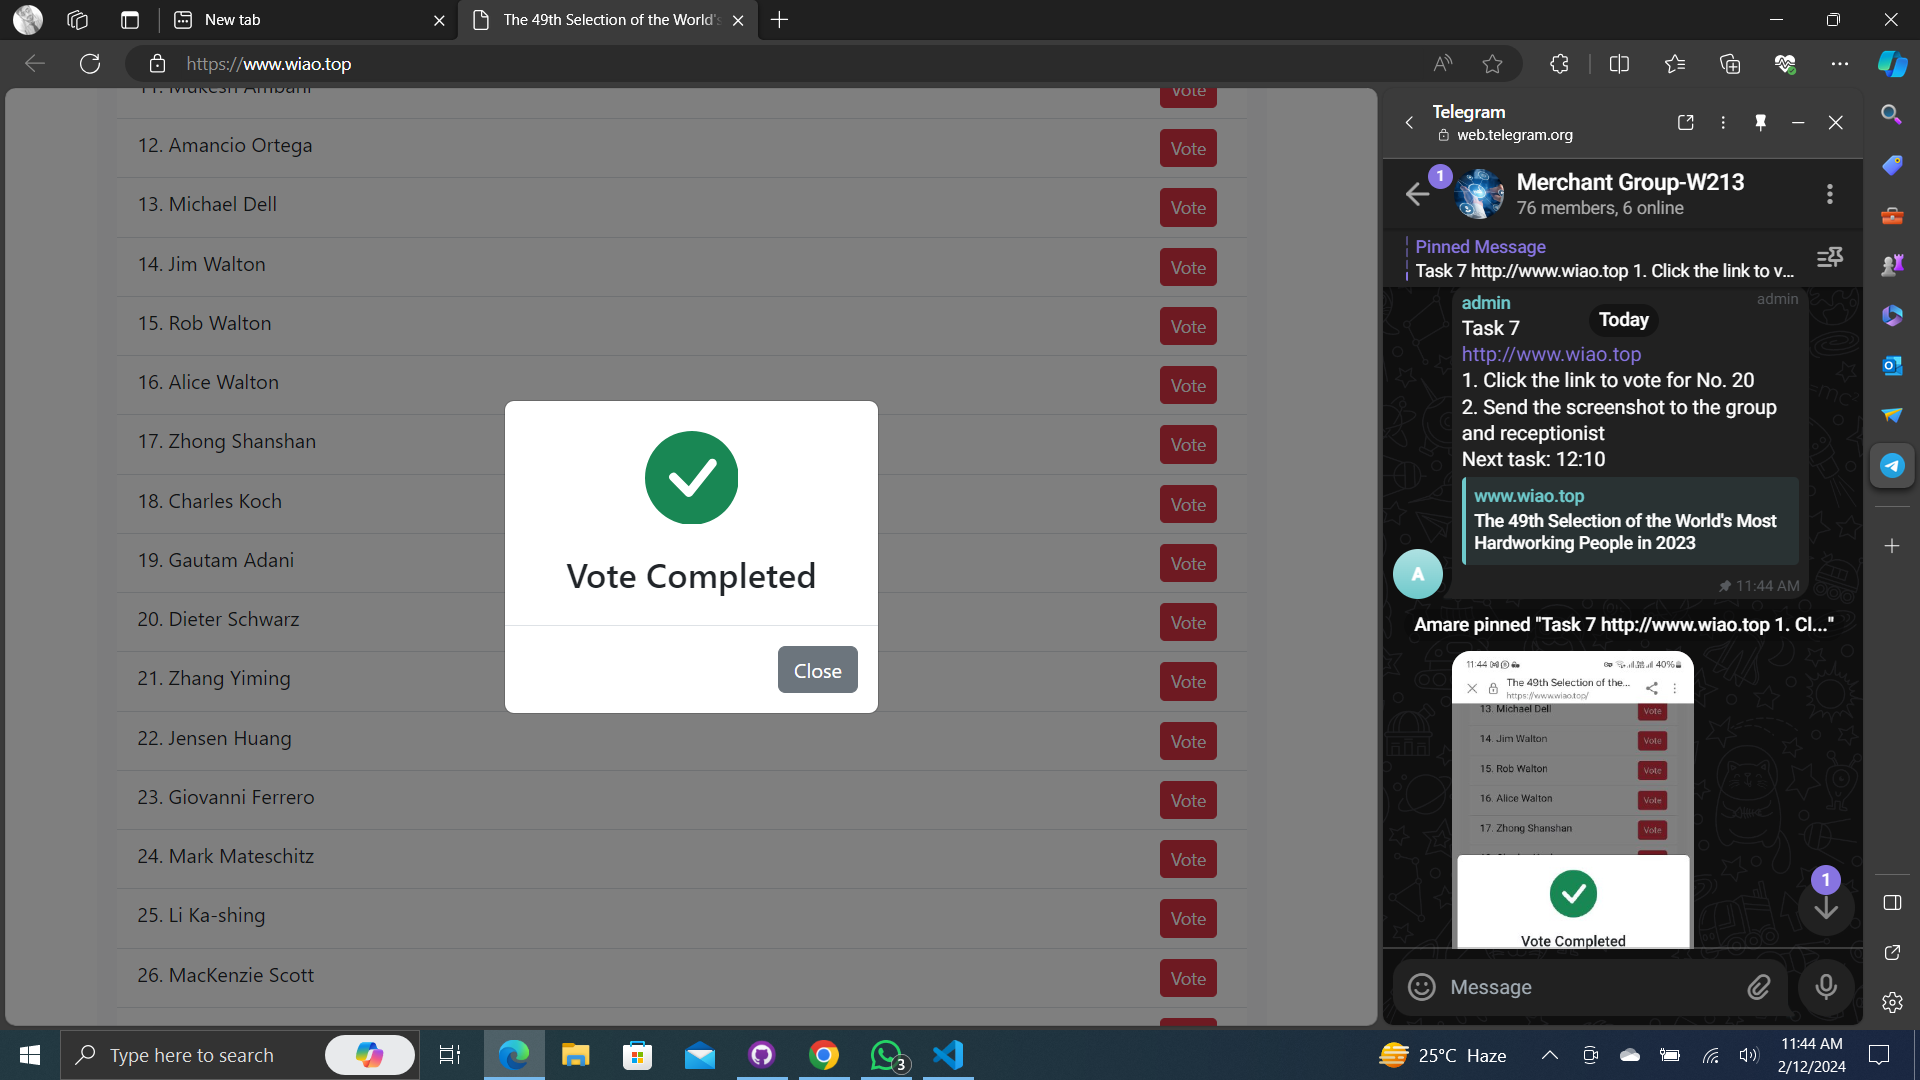 New tab
The 49th Selection of the World's
https://www.wiao.top
11. Mukesh Ambani
Vote
12. Amancio Ortega
Vote
13. Michael Dell
Vote
14. Jim Walton
Vote
15. Rob Walton
Vote
16. Alice Walton
Vote
17. Zhong Shanshan
Vote
18. Charles Koch
Vote
19. Gautam Adani
Vote
20. Dieter Schwarz
Vote
21. Zhang Yiming
Vote
22. Jensen Huang
Vote
23. Giovanni Ferrero
Vote
24. Mark Mateschitz
Vote
25. Li Ka-shing
Vote
26. MacKenzie Scott
Vote
Vote Completed
Close
Telegram
web.telegram.org
1
Merchant Group-W213
76 members, 6 online
Pinned Message
Task 7 http://www.wiao.top 1. Click the link to v...
admin
admin
Task 7
Today
http://www.wiao.top
1. Click the link to vote for No. 20
2. Send the screenshot to the group
and receptionist
Next task: 12:10
www.wiao.top
The 49th Selection of the World's Most
Hardworking People in 2023
A
11:44 AM
Amare pinned "Task 7 http://www.wiao.top 1. Cl..."
11:44
40%
The 49th Selection of the...
https://www.wiao.top/
13. Michael Dell
Vote
14. Jim Walton
Vote
15. Rob Walton
Vote
16. Alice Walton
Vote
17. Zhong Shanshan
Vote
1
Vote Completed
Message
Type here to search
3
25°C Haze
11:44 AM
2/12/2024